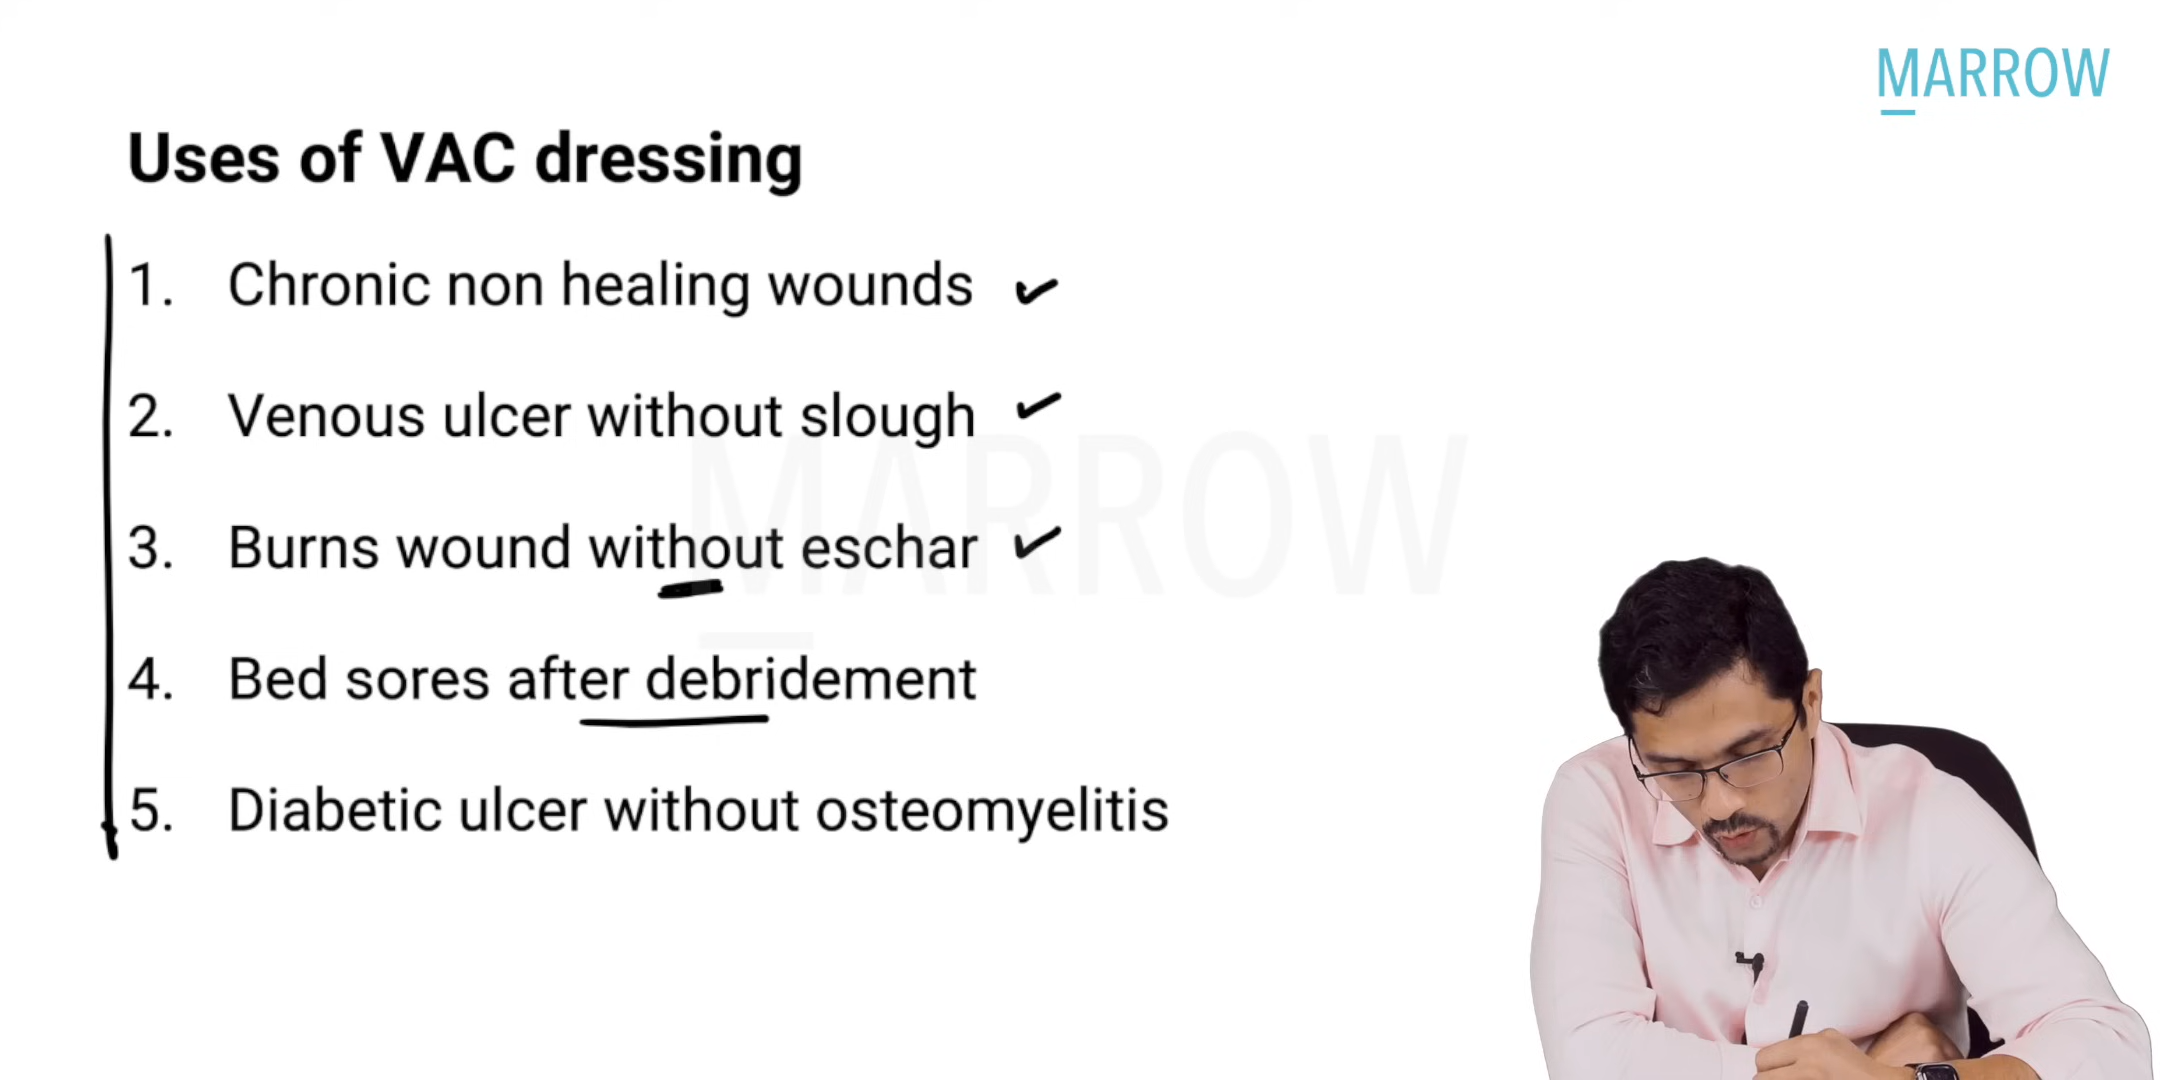 MARROW
Uses of VAC dressing
1. Chronic non healing wounds
2. Venous ulcer without slough
MARROW
3. Burns wound without eschar
4. Bed sores after debridement
5. Diabetic ulcer without osteomyelitis